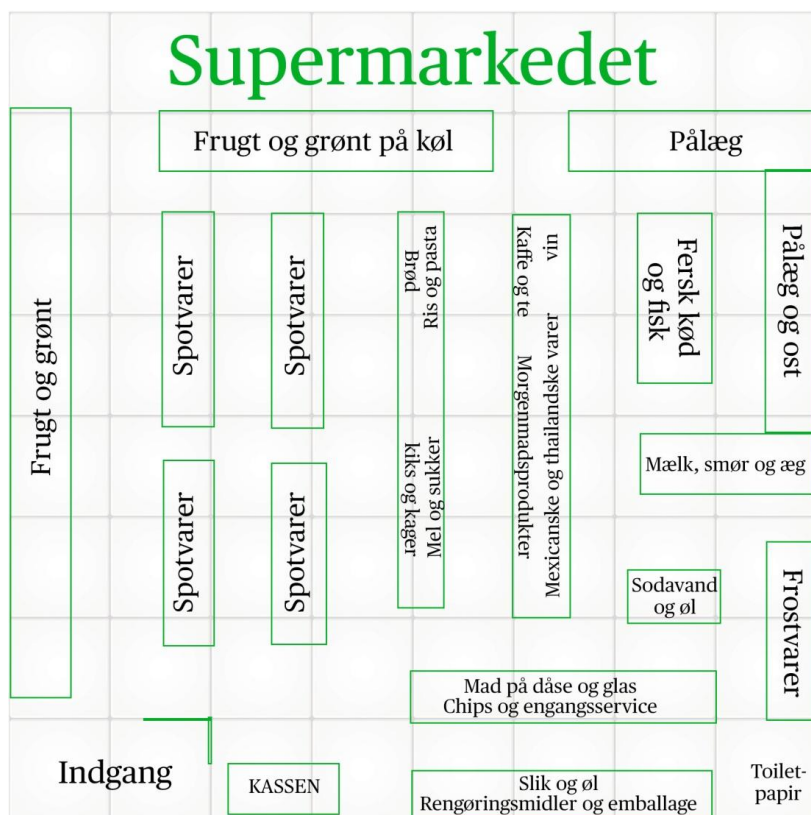 Supermarkedet
Frugt og grønt på køl
Pålæg
Frugt og grønt
Spotvarer
Spotvarer
Brød
Ris og pasta
Kaffe og te
vin
Fersk kød
og fisk
Pålæg og ost
Morgenmadsprodukter
Mexicanske og thailandske varer
kiks og kager
Mel og sukker
Mælk, smør og æg
Spotvarer
Spotvarer
Sodavand
og øl
Frostvarer
Mad på dåse og glas
Chips og engangsservice
Indgang
KASSEN
Slik og øl
Rengøringsmidler og emballage
Toilet-
papir